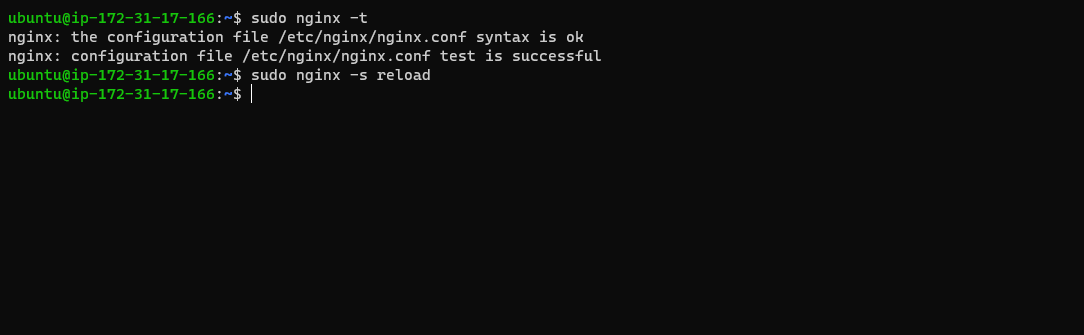 ubuntu@ip-172-31-17-166:~$ sudo nginx -t
nginx: the configuration file /etc/nginx/nginx.conf syntax is ok
nginx: configuration file /etc/nginx/nginx.conf test is successful
ubuntu@ip-172-31-17-166:~$ sudo nginx -s reload
ubuntu@ip-172-31-17-166:~$